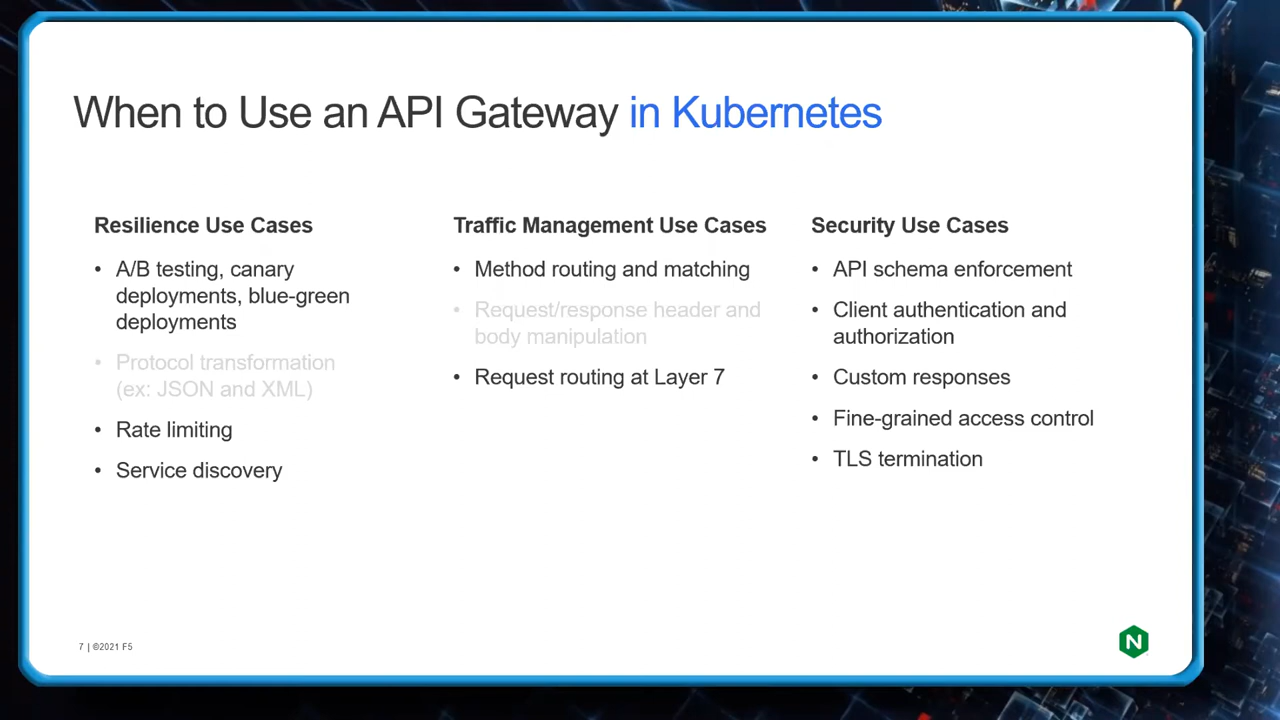 When to Use an API Gateway in Kubernetes
Resilience Use Cases
• A/B testing, canary
deployments, blue-green
deployments
• Protocol transformation
(ex: JSON and XML)
• Rate limiting
• Service discovery
Traffic Management Use Cases
• Method routing and matching
• Request/response header and
body manipulation
• Request routing at Layer 7
Security Use Cases
• API schema enforcement
• Client authentication and
authorization
• Custom responses
• Fine-grained access control
• TLS termination
7 | ©2021 F5
N